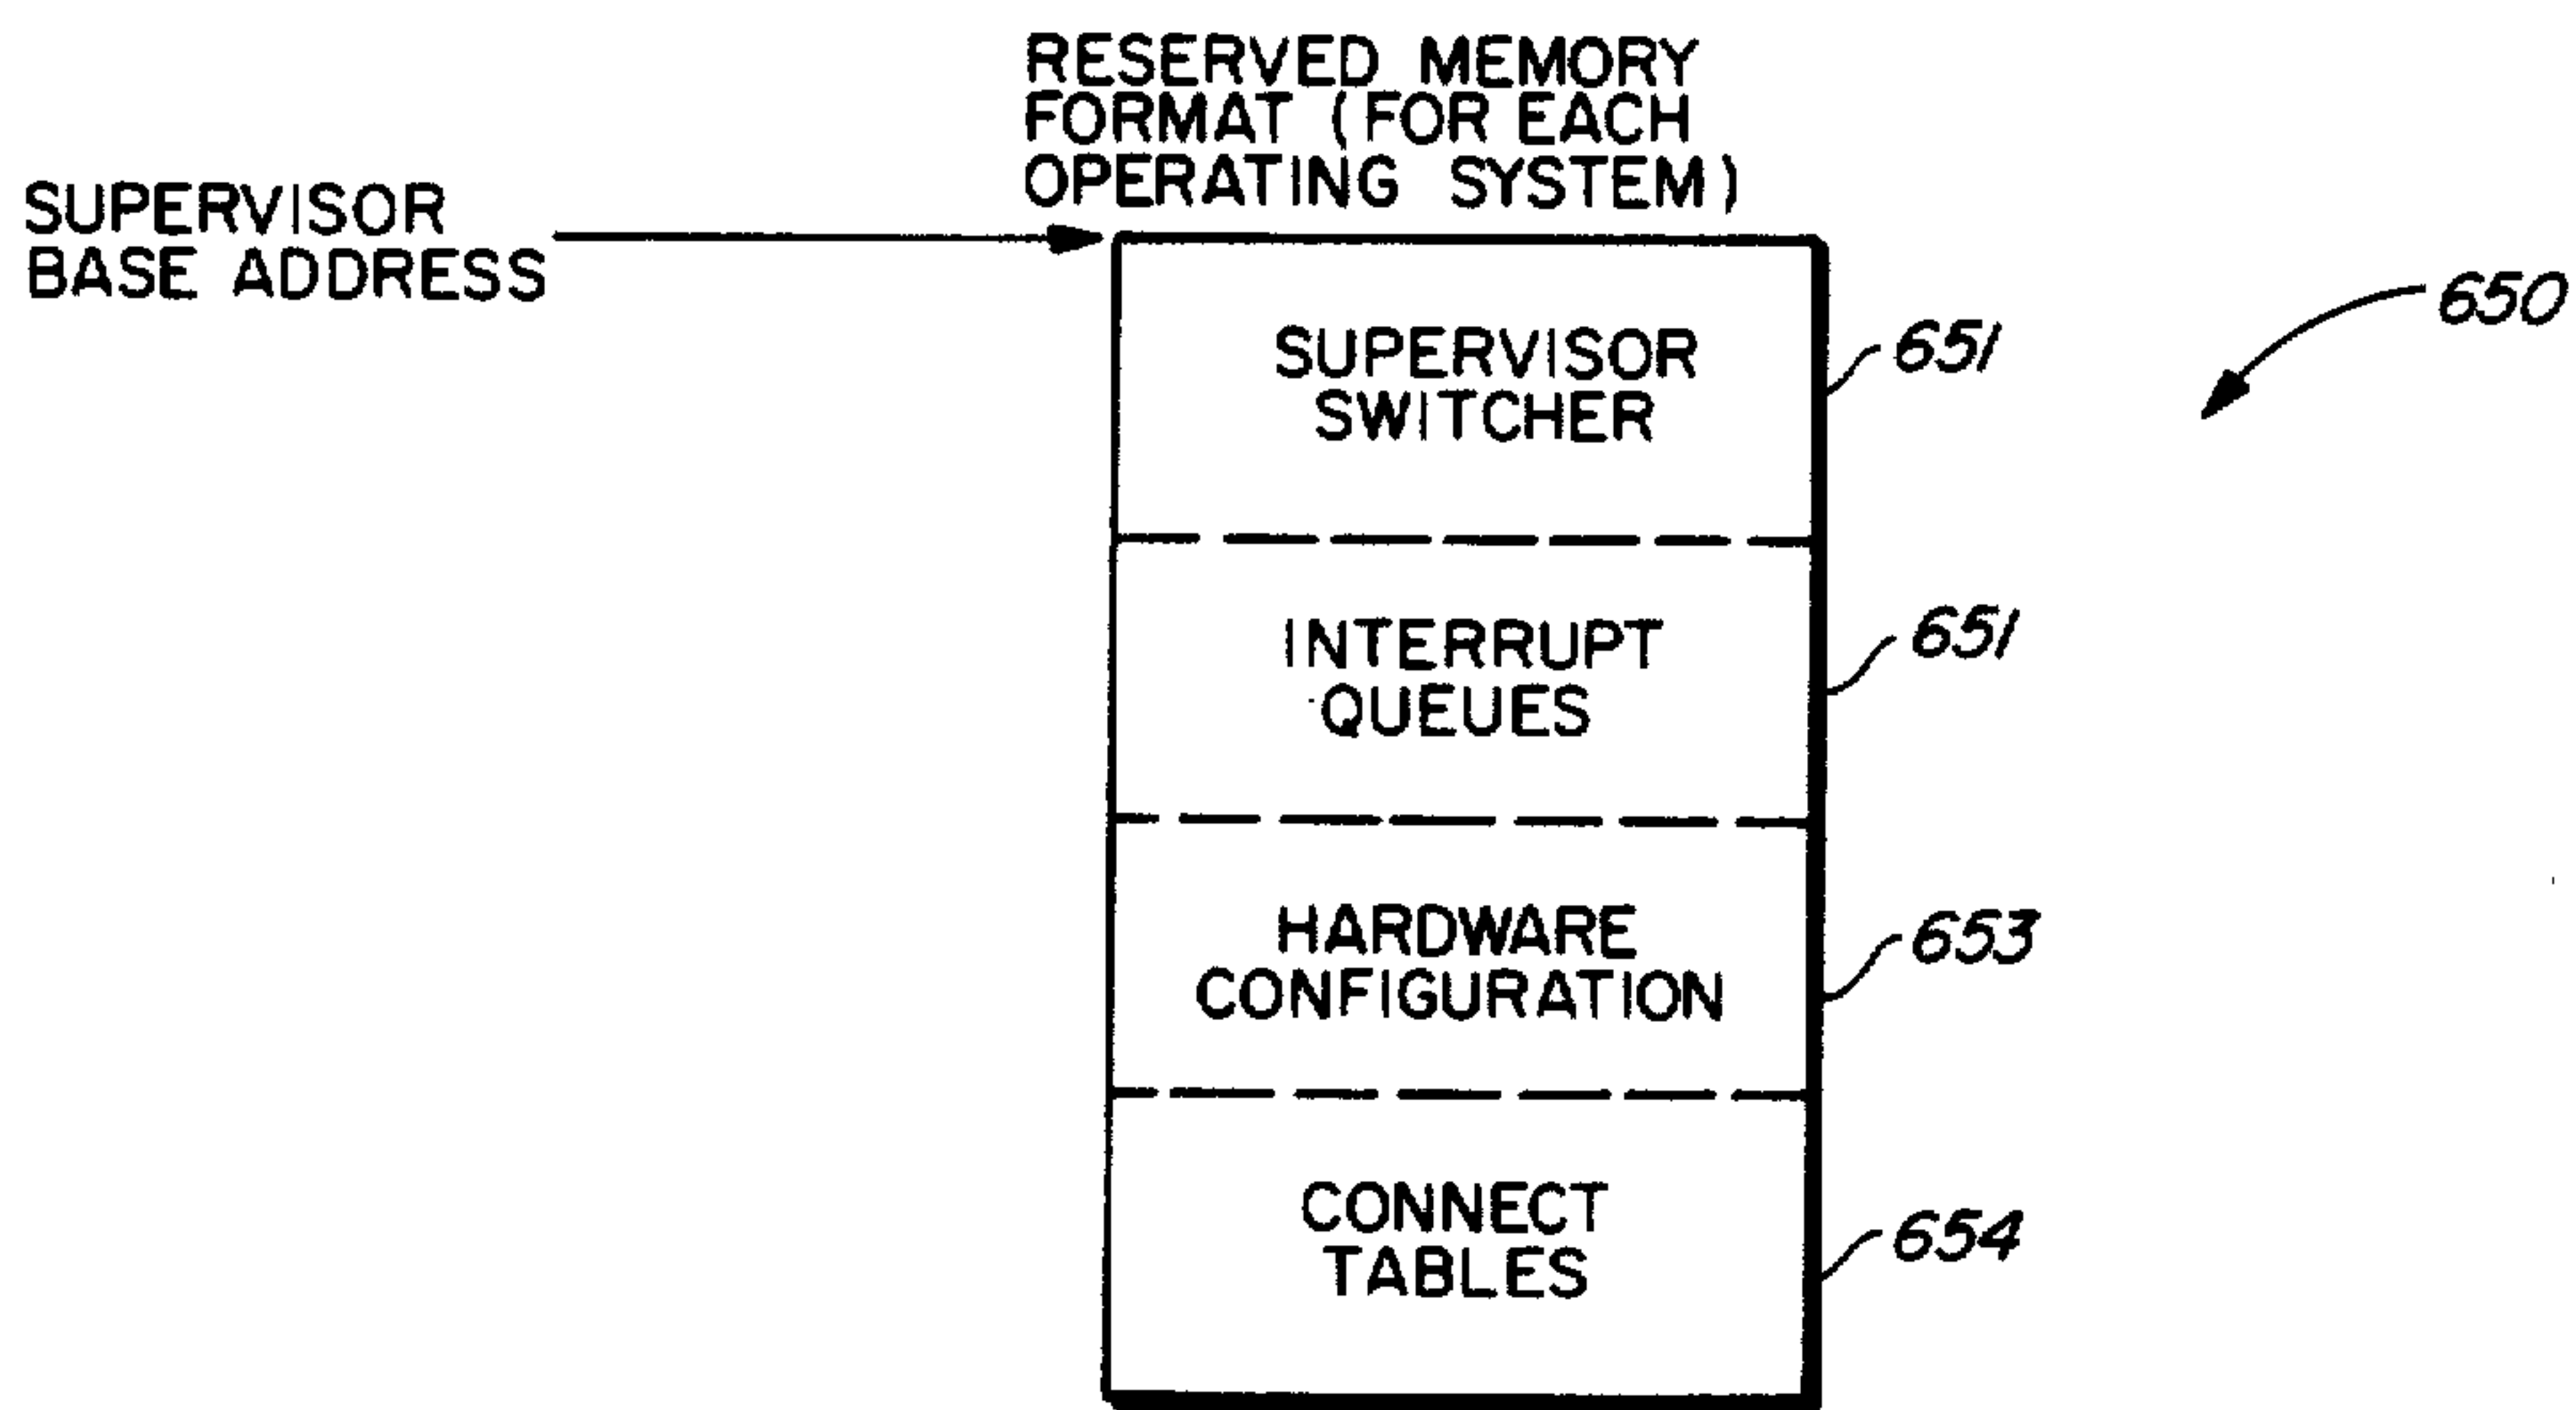 RESERVED MEMORY
FORMAT (FOR EACH
OPERATING SYSTEM)
SUPERVISOR
BASE ADDRESS
650
SUPERVISOR
SWITCHER
651
INTERRUPT
QUEUES
651
HARDWARE
CONFIGURATION
653
CONNECT
TABLES
654